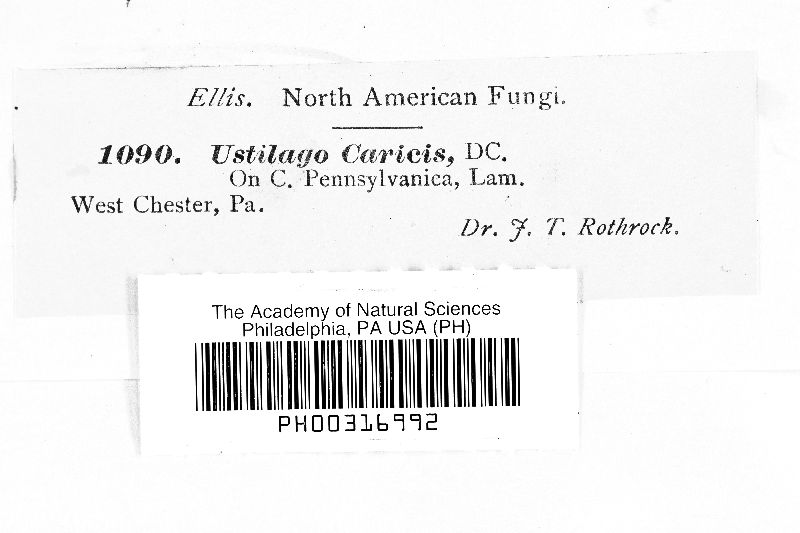 Ellis. North American Fungi.
1090. Ustilago Caricis, DC.
On C. Pennsylvanica, Lam.
West Chester, Pa.
Dr. J. T. Rothrock.
The Academy of Natural Sciences
Philadelphia, PA USA (PH)
PH00316992